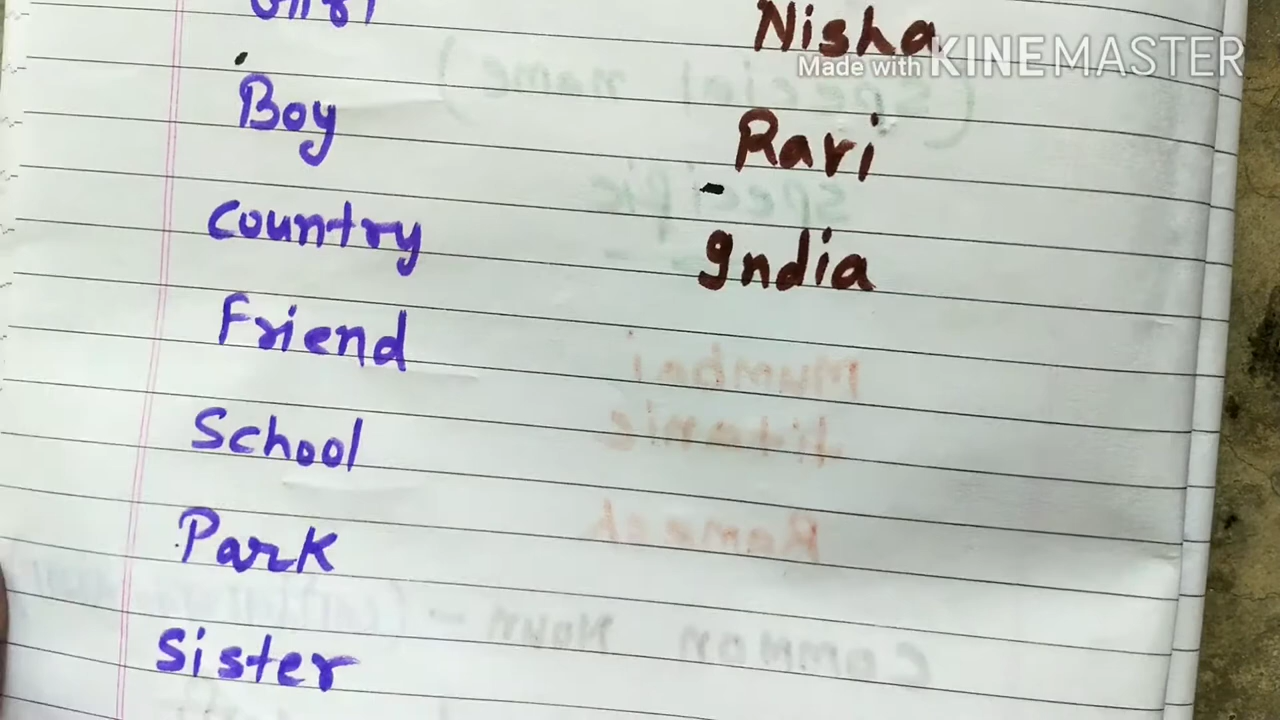 Nisha
Made with KINEMASTER
Boy Ravi
Country India
Friend
School
Park
Sister